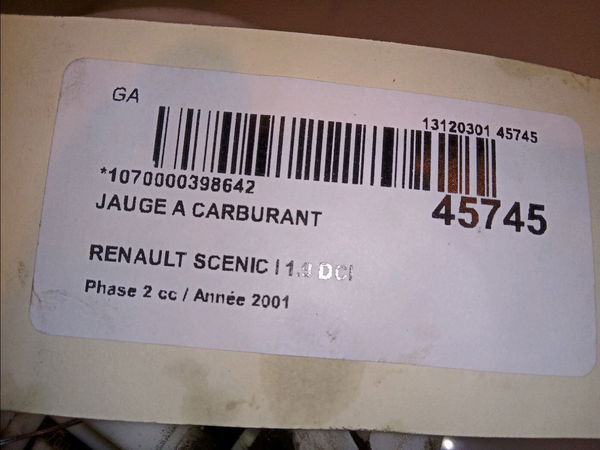 GA
13120301 45745
*1070000398642
45745
JAUGE A CARBURANT
RENAULT SCENIC I 1.9 DCI
Phase 2 cc / Année 2001